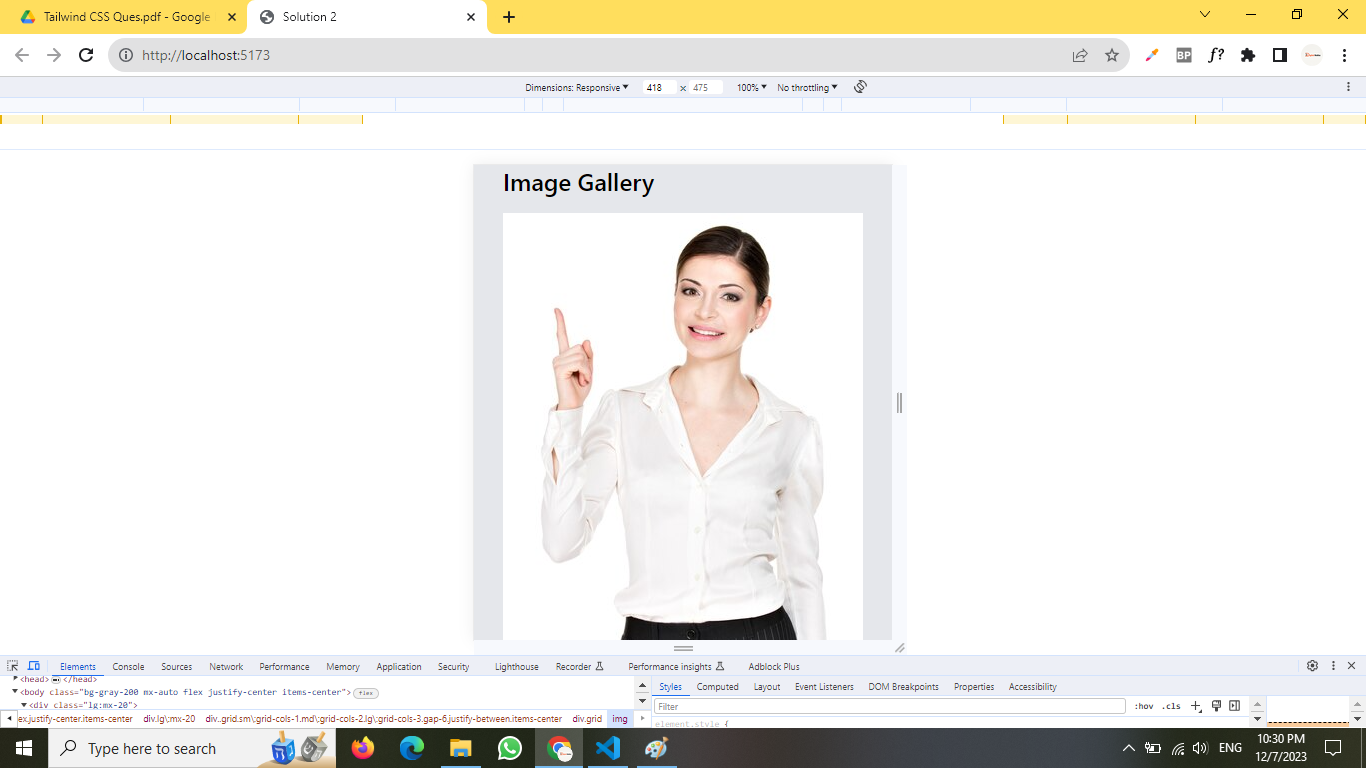 Tailwind CSS Ques.pdf - Google
Solution 2
http://localhost:5173
BP
f?
Dimensions: Responsive 418 × 475 100% No throttling
Image Gallery
Elements Console Sources Network Performance Memory Application Security Lighthouse Recorder Performance insights Adblock Plus
<head> </head>
<body class="bg-gray-200 mx-auto flex justify-center items-center"> flex
<div class="lg:mx-20">
ex.justify-center.items-center div.lg\:mx-20 div..grid.sm\:grid-cols-1.md\:grid-cols-2.lg\:grid-cols-3.gap-6.justify-between.items-center div.grid img
Styles Computed Layout Event Listeners DOM Breakpoints Properties Accessibility
Filter :hov .cls
element.style {
Type here to search
ENG
10:30 PM
12/7/2023